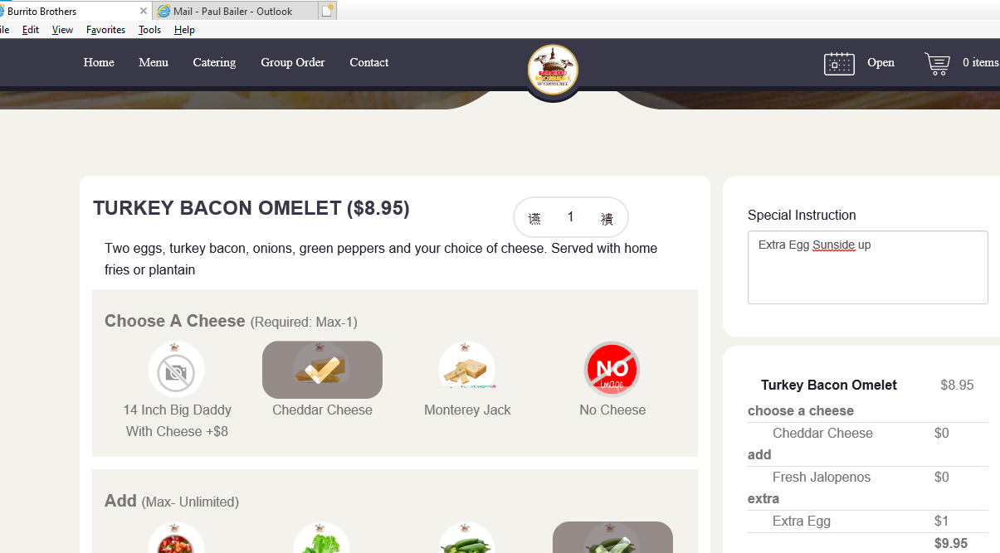 Burrito Brothers
Mail - Paul Bailer - Outlook
ile Edit View Favorites Tools Help
Home Menu Catering Group Order Contact
OF CAPITOL HILL
Open
0 items
TURKEY BACON OMELET ($8.95)
1
Two eggs, turkey bacon, onions, green peppers and your choice of cheese. Served with home
fries or plantain
Choose A Cheese (Required: Max-1)
NO
Image
14 Inch Big Daddy
With Cheese +$8
Cheddar Cheese
Monterey Jack
No Cheese
Add (Max- Unlimited)
Special Instruction
Extra Egg Sunside up
Turkey Bacon Omelet $8.95
choose a cheese
Cheddar Cheese $0
add
Fresh Jalopenos $0
extra
Extra Egg $1
$9.95